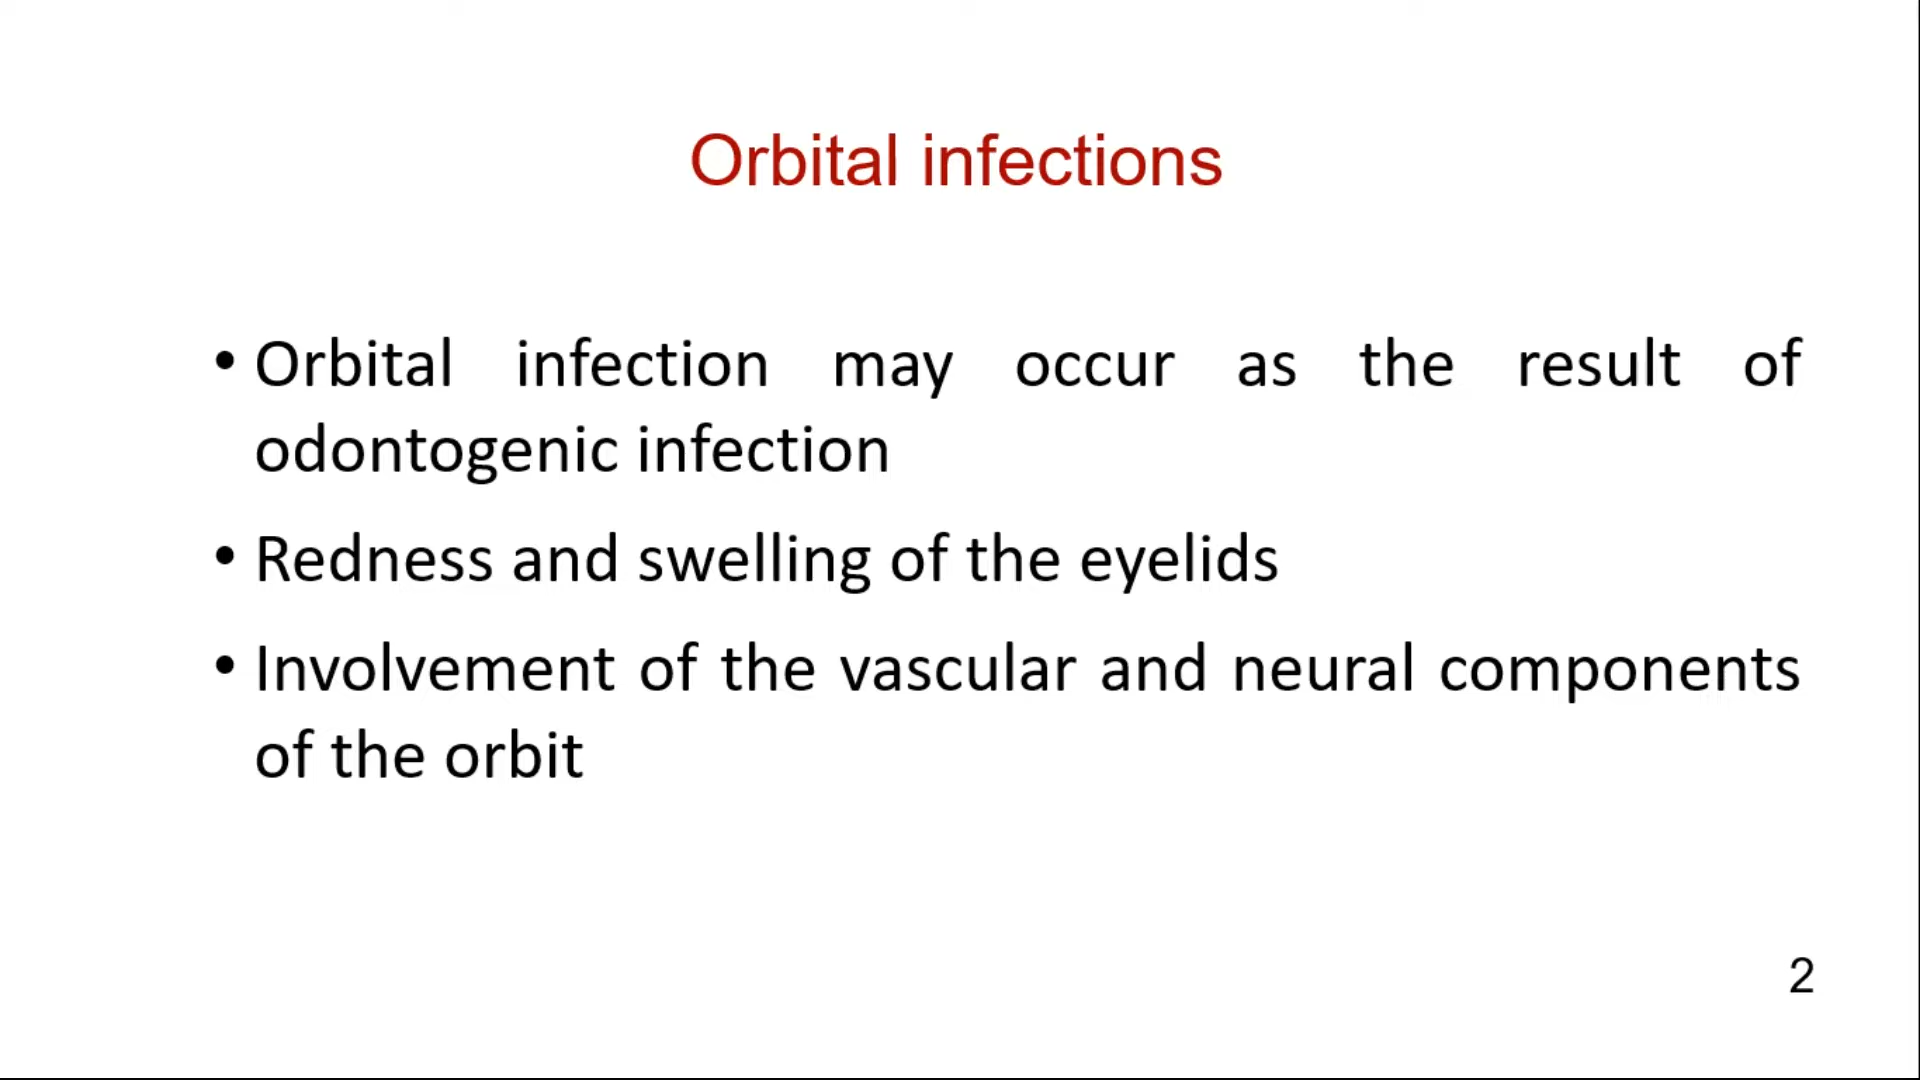 Orbital infections
• Orbital infection may occur as the result of
odontogenic infection
• Redness and swelling of the eyelids
• Involvement of the vascular and neural components
of the orbit
2